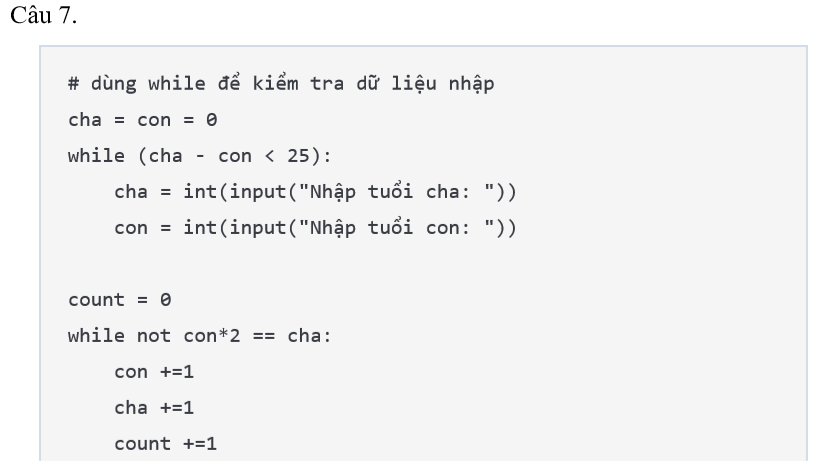 Câu 7.
# dùng while để kiểm tra dữ liệu nhập
cha = con = 0
while (cha - con < 25):
    cha = int(input("Nhập tuổi cha: "))
    con = int(input("Nhập tuổi con: "))
count = 0
while not con*2 == cha:
    con +=1
    cha +=1
    count +=1